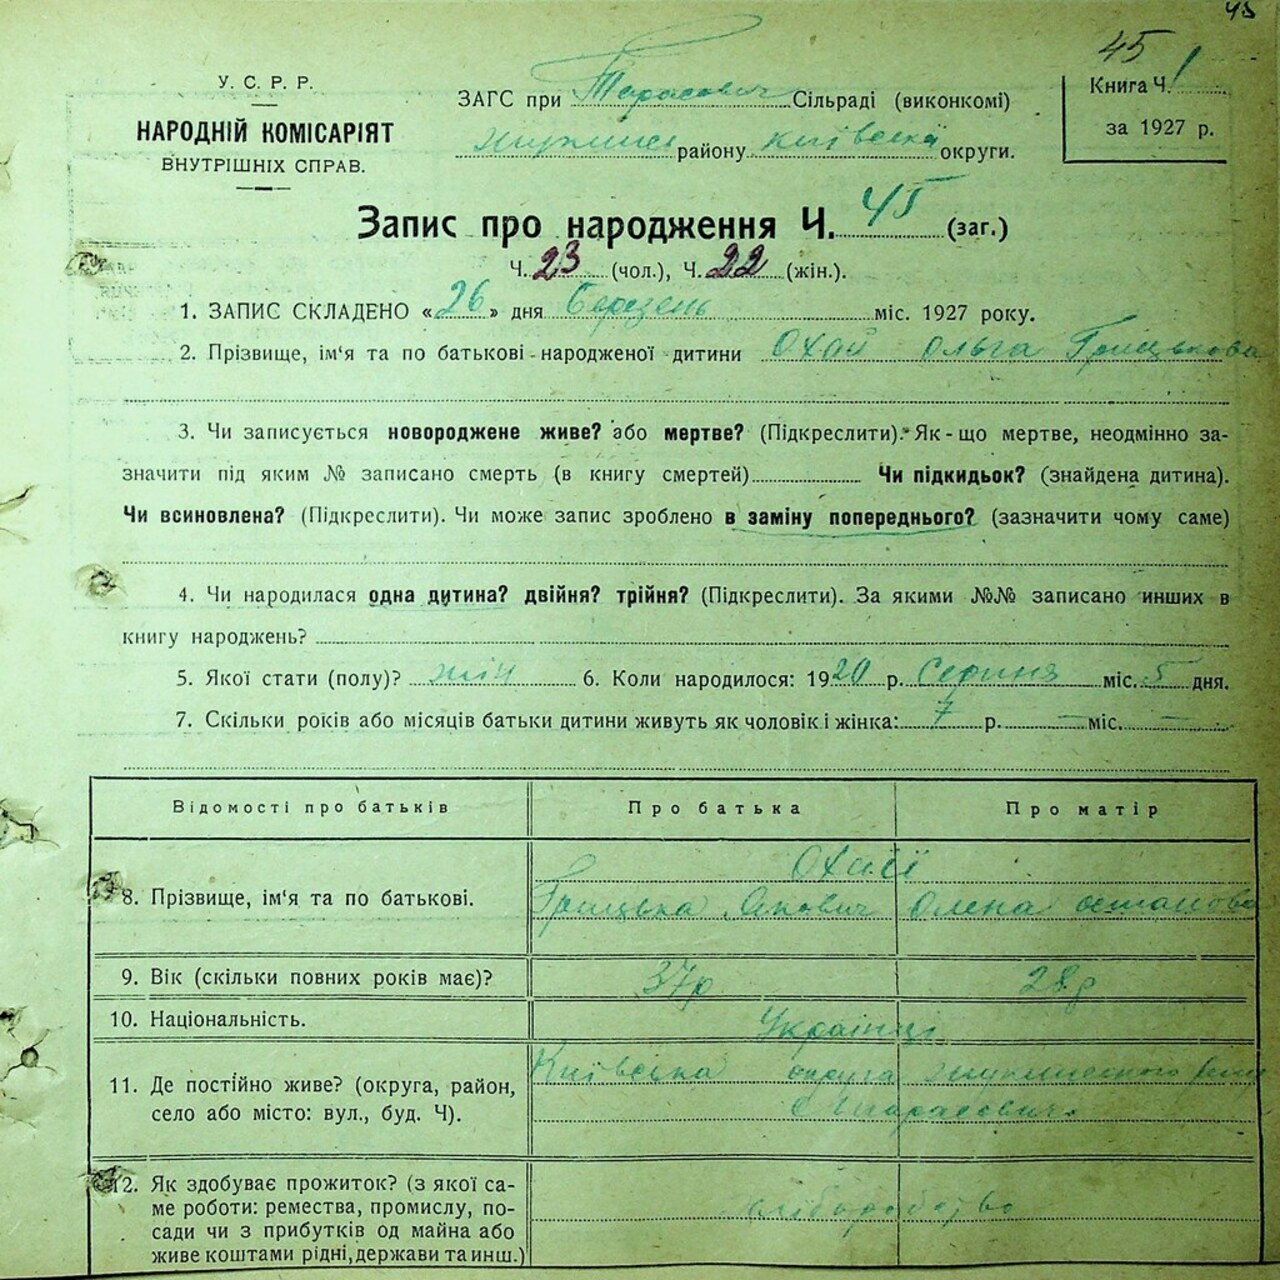 43
45
У. С. Р. Р.
НАРОДНІЙ КОМІСАРІЯТ
ВНУТРІШНІХ СПРАВ.
ЗАГС при Тарасович Сільраді (виконкомі)
району Київської округи.
Книга Ч. 1
за 1927 р.
Запис про народження Ч. 45 (заг.)
Ч. 23 (чол.), Ч. 22 (жін.).
1. ЗАПИС СКЛАДЕНО «26» дня Березень міс. 1927 року.
2. Прізвище, ім'я та по батькові народженої дитини Охай Ольга Грицькова
3. Чи записується новороджене живе? або мертве? (Підкреслити). Як-що мертве, неодмінно за-
значити під яким № записано смерть (в книгу смертей) Чи підкидьок? (знайдена дитина).
Чи всиновлена? (Підкреслити). Чи може запис зроблено в заміну попереднього? (зазначити чому саме)
4. Чи народилася одна дитина? двійня? трійня? (Підкреслити). За якими №№ записано инших в
книгу народжень?
5. Якої стати (полу)? жін 6. Коли народилося: 1920 р. Серпня міс. 5 дня.
7. Скільки років або місяців батьки дитини живуть як чоловік і жінка: 7 р. — міс. —
Відомості про батьків Про батька Про матір
Охаї
8. Прізвище, ім'я та по батькові. Грицька Якович Олена Остапова
9. Вік (скільки повних років має)? 37р 28р
10. Національність. Українці
11. Де постійно живе? (округа, район,
село або місто: вул., буд. Ч).
Київська округа
с Тарасовичі
12. Як здобуває прожиток? (з якої са-
ме роботи: ремества, промислу, по-
сади чи з прибутків од майна або
живе коштами рідні, держави та инш.)
хліборобство